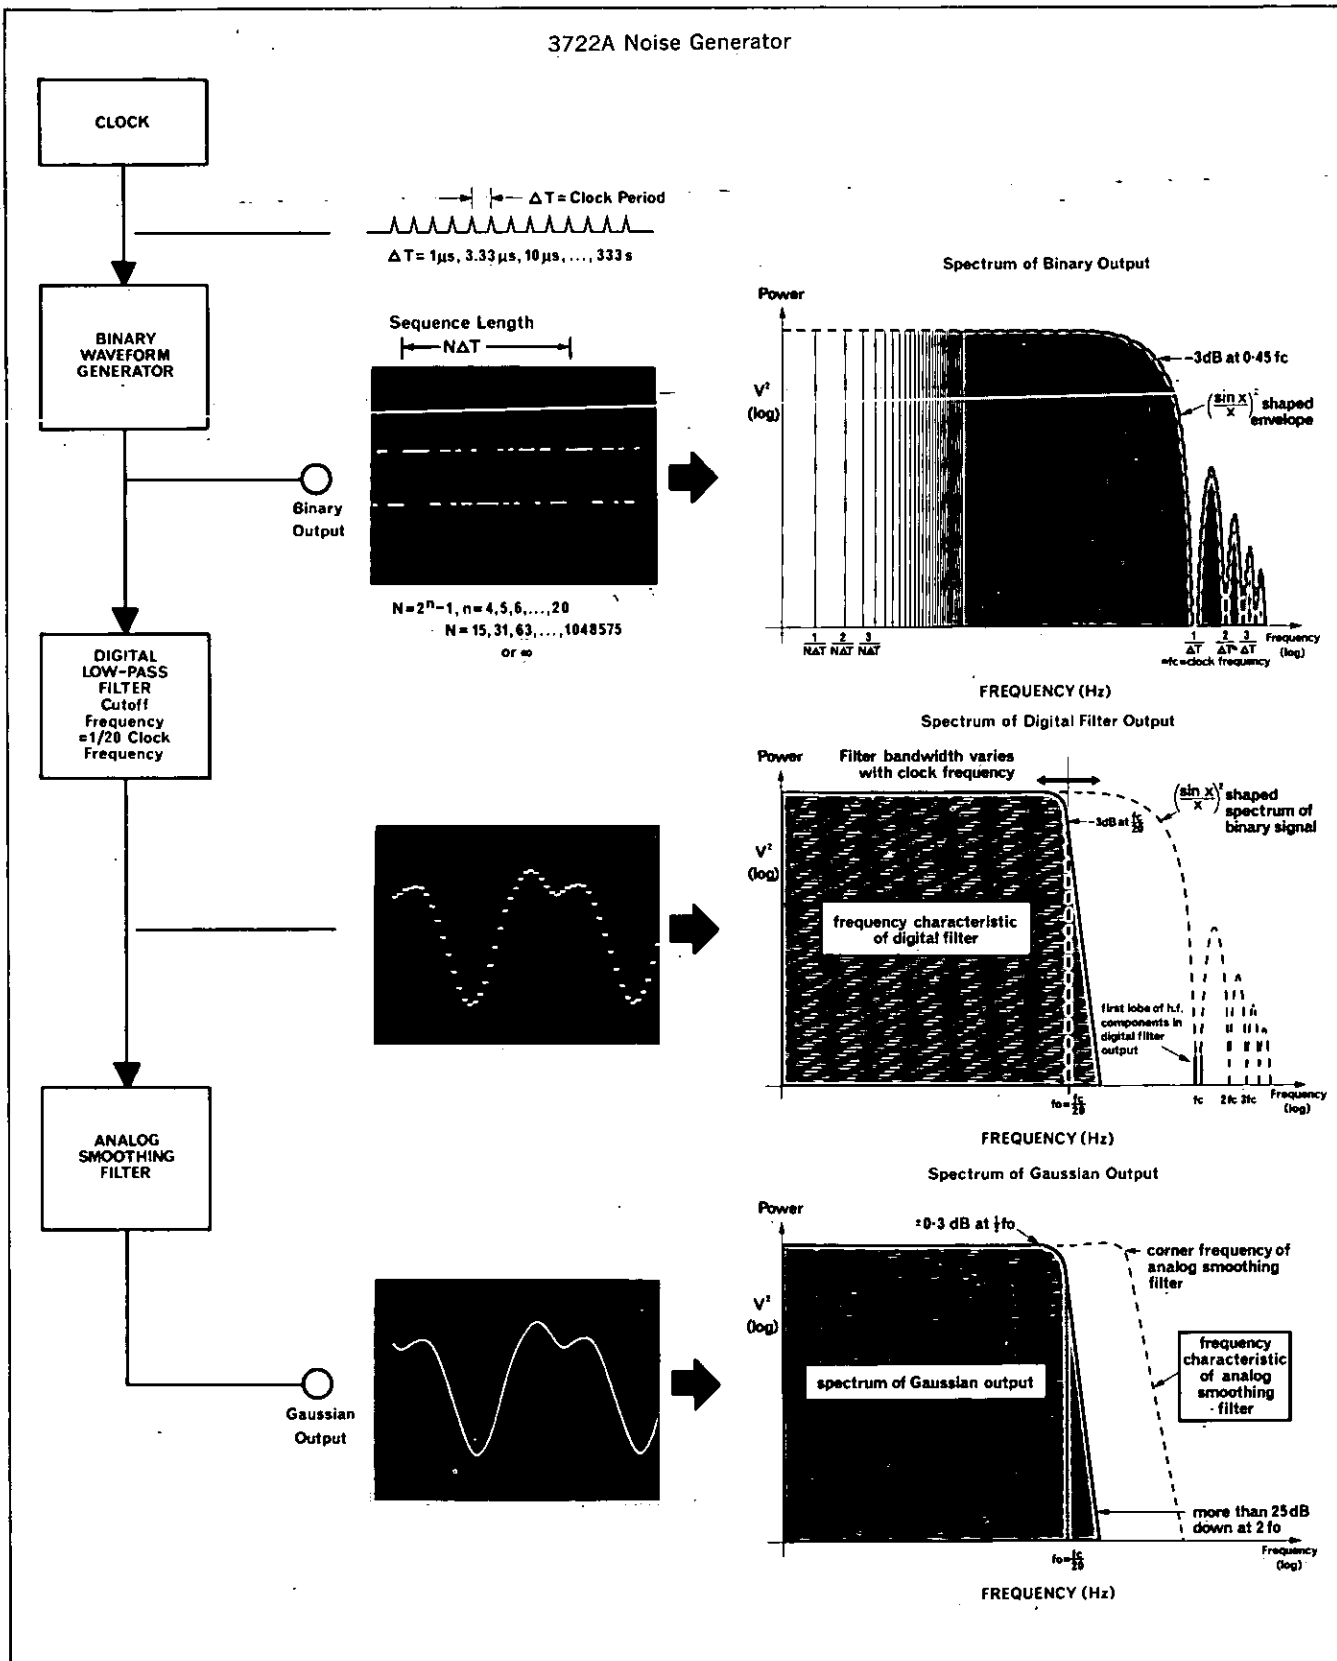 3722A Noise Generator
CLOCK
ΔT = Clock Period
ΔT = 1µs, 3.33µs, 10µs, ..., 333s
BINARY
WAVEFORM
GENERATOR
Sequence Length
NΔT
Binary
Output
N=2ⁿ-1, n=4,5,6,...,20
N=15,31,63,...,1048575
or ∞
Spectrum of Binary Output
Power
V²
(log)
-3dB at 0·45 fc
(sin x/x)² shaped
envelope
1/NΔT 2/NΔT 3/NΔT
1/ΔT 2/ΔT 3/ΔT
=fc=clock frequency
Frequency
(log)
FREQUENCY (Hz)
DIGITAL
LOW-PASS
FILTER
Cutoff
Frequency
=1/20 Clock
Frequency
Spectrum of Digital Filter Output
Power
Filter bandwidth varies
with clock frequency
V²
(log)
-3dB at fc/20
(sin x/x)² shaped
spectrum of
binary signal
frequency characteristic
of digital filter
first lobe of h.f.
components in
digital filter
output
fo=fc/20
fc 2fc 3fc
Frequency
(log)
FREQUENCY (Hz)
ANALOG
SMOOTHING
FILTER
Gaussian
Output
Spectrum of Gaussian Output
Power
±0·3 dB at ½fo
V²
(log)
corner frequency of
analog smoothing
filter
spectrum of Gaussian output
frequency
characteristic
of analog
smoothing
filter
more than 25dB
down at 2 fo
fo=fc/20
Frequency
(log)
FREQUENCY (Hz)